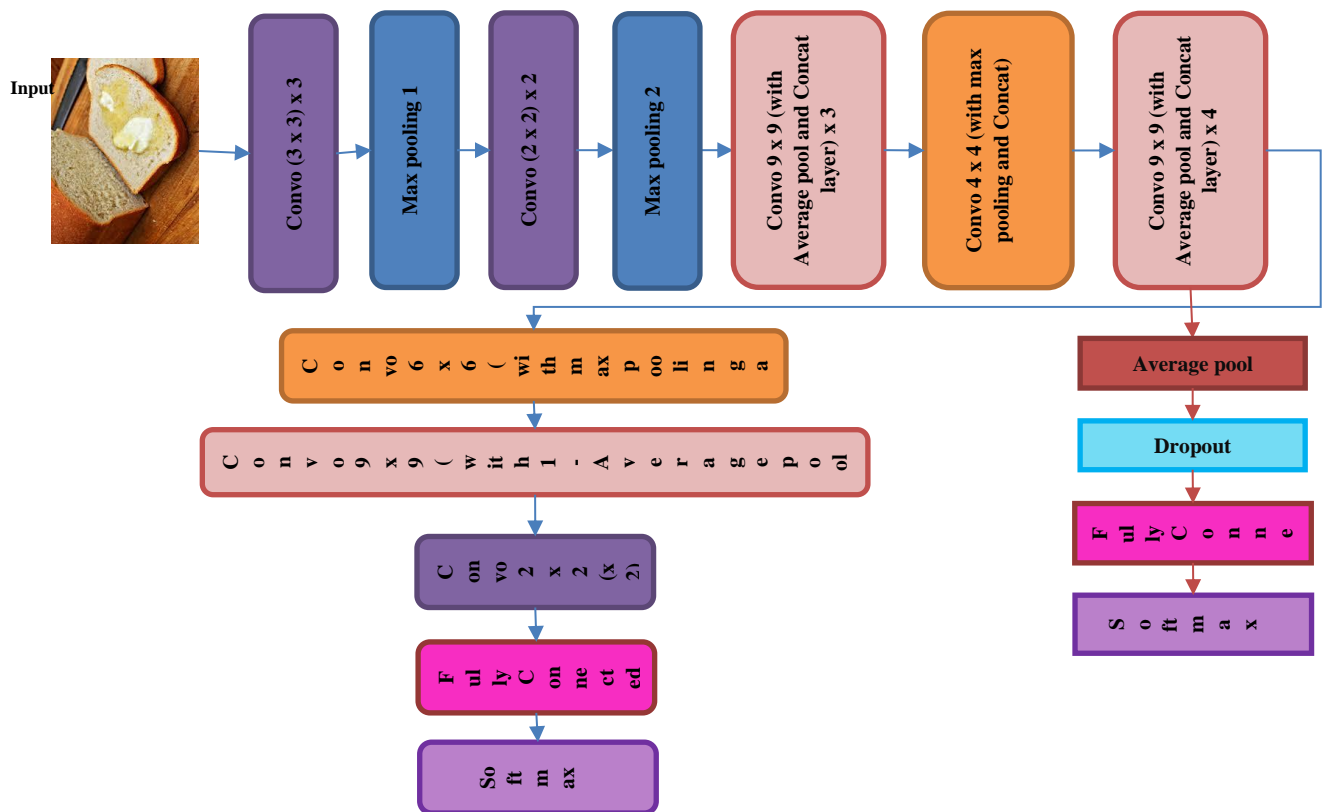 Input
Convo (3 x 3) x 3
Max pooling 1
Convo (2 x 2) x 2
Max pooling 2
Convo 9 x 9 (with
Average pool and Concat
layer) x 3
Convo 4 x 4 (with max
pooling and Concat)
Convo 9 x 9 (with
Average pool and Concat
layer) x 4
C o n vo 6 x 6 ( wi th m ax p oo li n g a
C o n v o 9 x 9 ( w it h 1 - A v e r a g e p o ol
C on vo 2 x 2 (x 2)
F ul ly C on ne ct ed
So ft m ax
Average pool
Dropout
F ul ly C o n n e
S o ft m a x